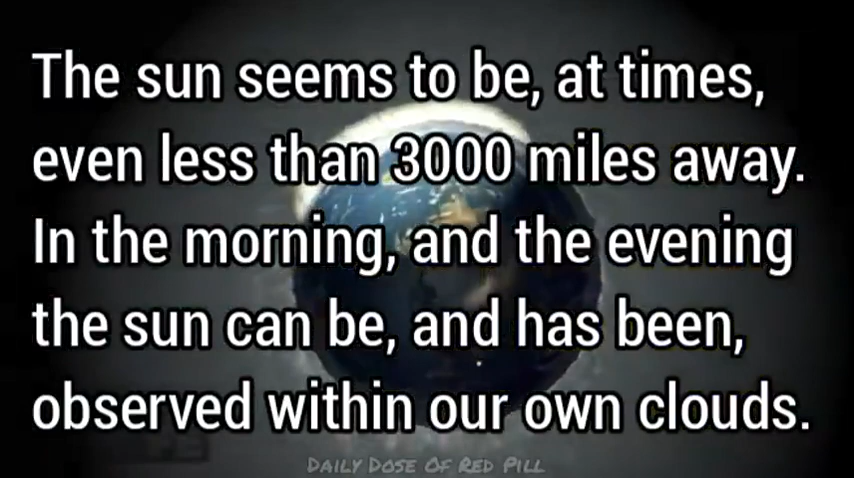 The sun seems to be, at times,
even less than 3000 miles away.
In the morning, and the evening
the sun can be, and has been,
observed within our own clouds.
DAILY DOSE OF RED PILL